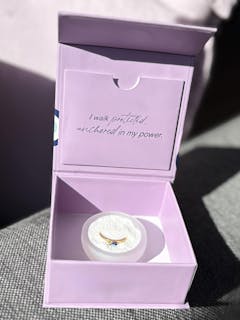 I walk protected
anchored in my power.